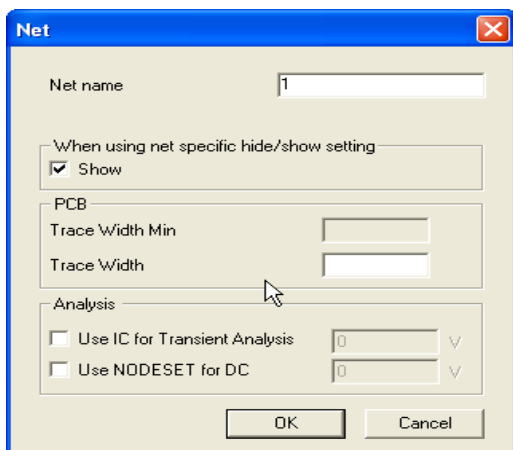 Net
Net name 1
When using net specific hide/show setting
Show
PCB
Trace Width Min
Trace Width
Analysis
Use IC for Transient Analysis 0 V
Use NODESET for DC 0 V
OK Cancel